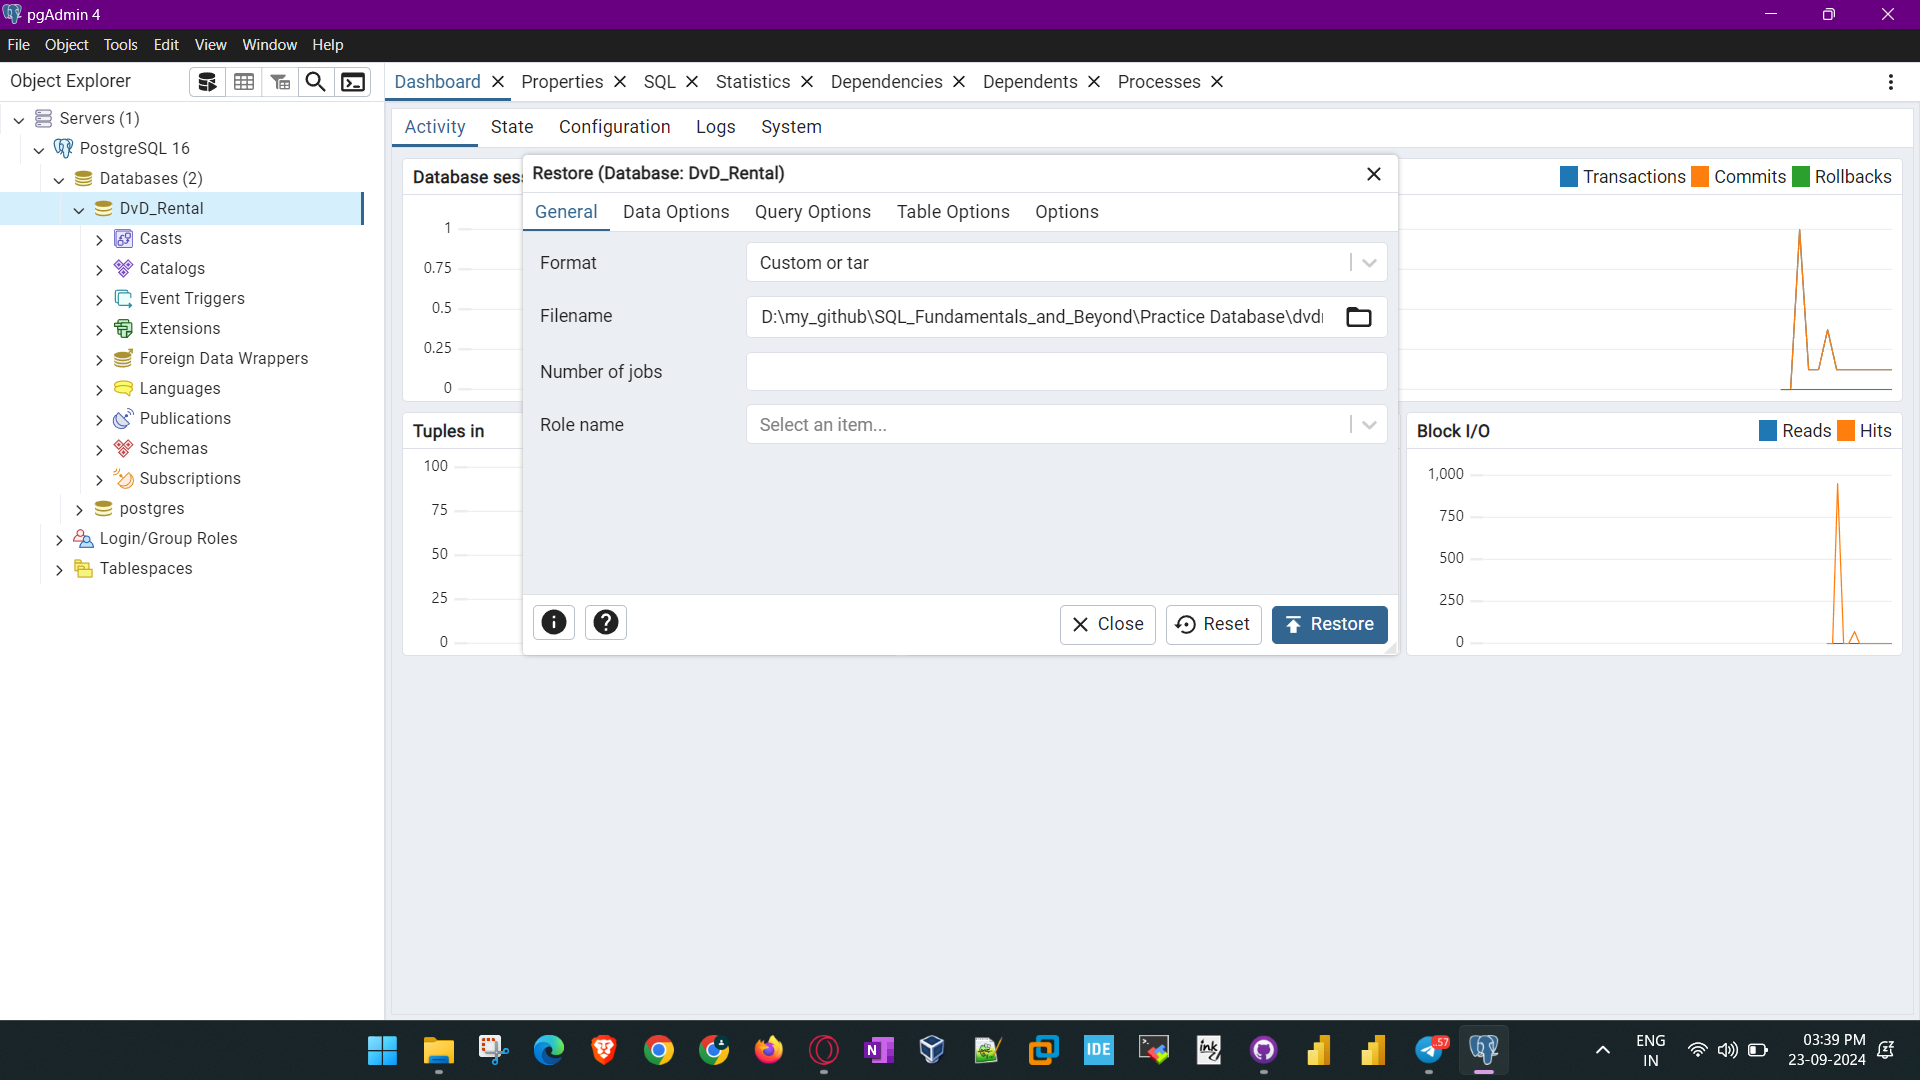 pgAdmin 4
File Object Tools Edit View Window Help
Object Explorer
Dashboard Properties SQL Statistics Dependencies Dependents Processes
Servers (1)
PostgreSQL 16
Databases (2)
DvD_Rental
Casts
Catalogs
Event Triggers
Extensions
Foreign Data Wrappers
Languages
Publications
Schemas
Subscriptions
postgres
Login/Group Roles
Tablespaces
Activity State Configuration Logs System
Database ses
Transactions Commits Rollbacks
1
0.75
0.5
0.25
0
Restore (Database: DvD_Rental)
General Data Options Query Options Table Options Options
Format Custom or tar
Filename D:\my_github\SQL_Fundamentals_and_Beyond\Practice Database\dvd
Number of jobs
Role name Select an item...
Close Reset Restore
Tuples in
100
75
50
25
0
Block I/O Reads Hits
1,000
750
500
250
0
IDE
ink
57
ENG
IN
03:39 PM
23-09-2024